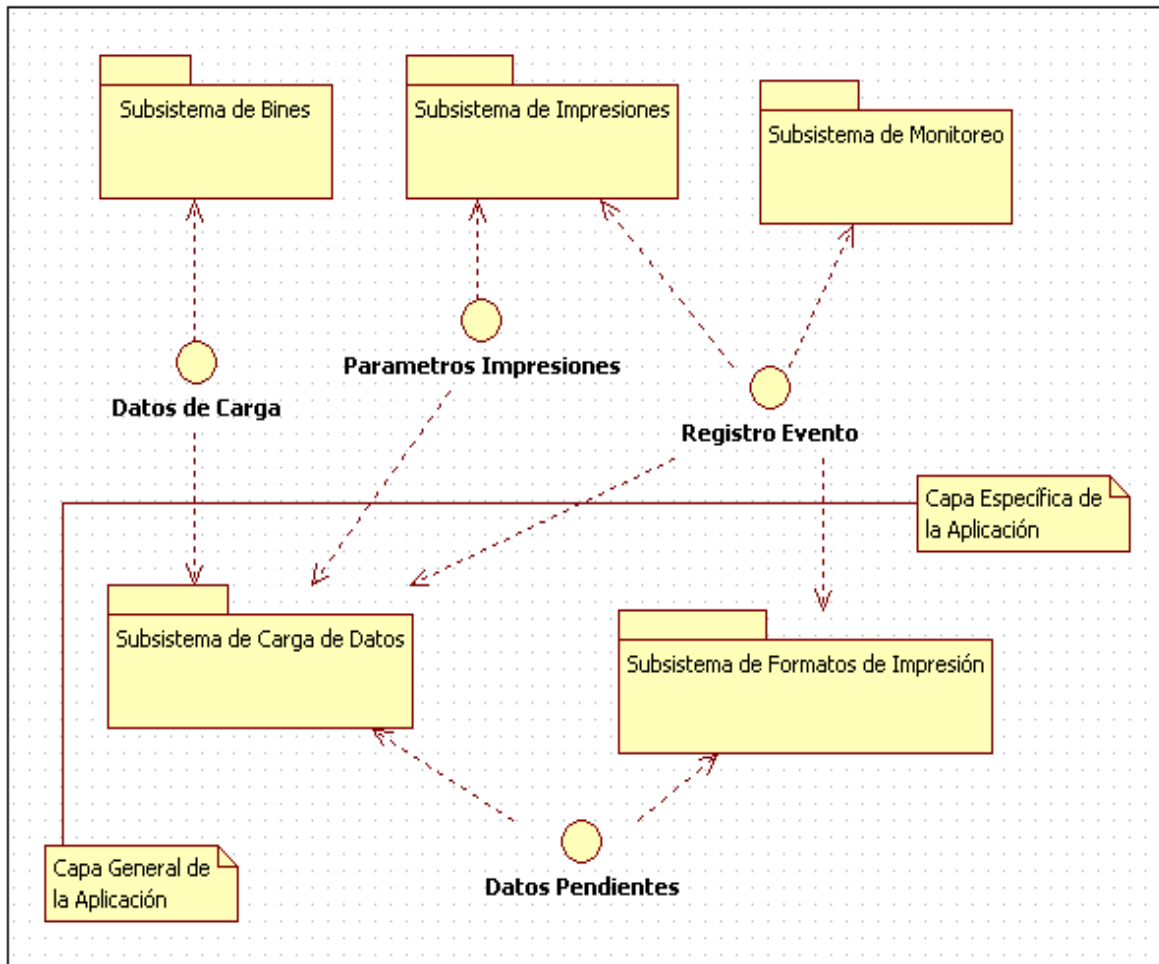 Subsistema de Bines
Subsistema de Impresiones
Subsistema de Monitoreo
Parametros Impresiones
Datos de Carga
Registro Evento
Capa Específica de
la Aplicación
Subsistema de Carga de Datos
Subsistema de Formatos de Impresión
Capa General de
la Aplicación
Datos Pendientes